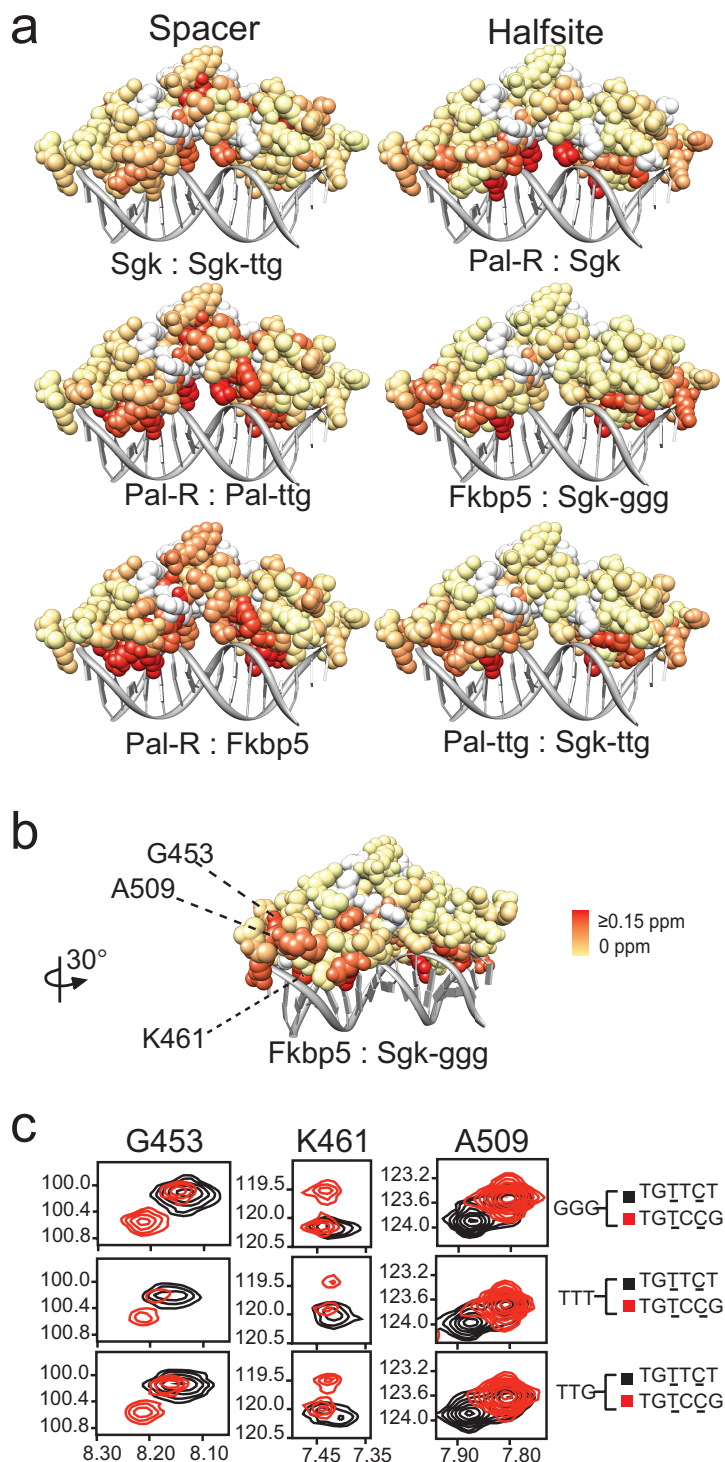 a
Spacer Halfsite
Sgk : Sgk-ttg Pal-R : Sgk
Pal-R : Pal-ttg Fkbp5 : Sgk-ggg
Pal-R : Fkbp5 Pal-ttg : Sgk-ttg
b
G453
A509
≥0.15 ppm
0 ppm
30°
K461
Fkbp5 : Sgk-ggg
c
G453 K461 A509
100.0 100.4 100.8 119.5 120.0 120.5 123.2 123.6 124.0 GGG TGTTCT TGTCCG
100.0 100.4 100.8 119.5 120.0 120.5 123.2 123.6 124.0 TTT TGTTCT TGTCCG
100.0 100.4 100.8 119.5 120.0 120.5 123.2 123.6 124.0 TTG TGTTCT TGTCCG
8.30 8.20 8.10 7.45 7.35 7.90 7.80